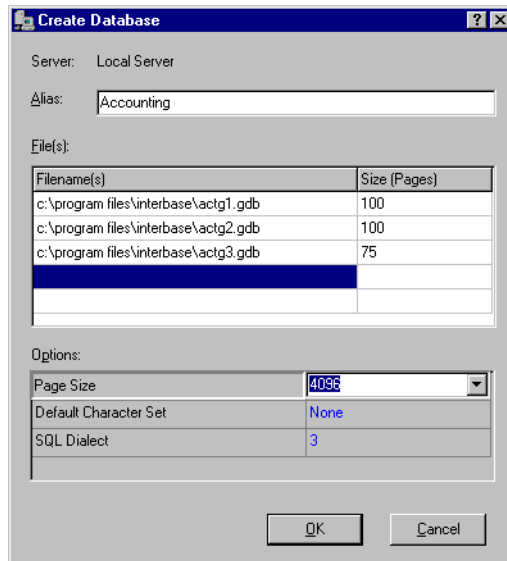 Create Database
Server: Local Server
Alias: Accounting
File(s):
Filename(s) Size (Pages)
c:\program files\interbase\actg1.gdb 100
c:\program files\interbase\actg2.gdb 100
c:\program files\interbase\actg3.gdb 75
Options:
Page Size 4096
Default Character Set None
SQL Dialect 3
OK Cancel